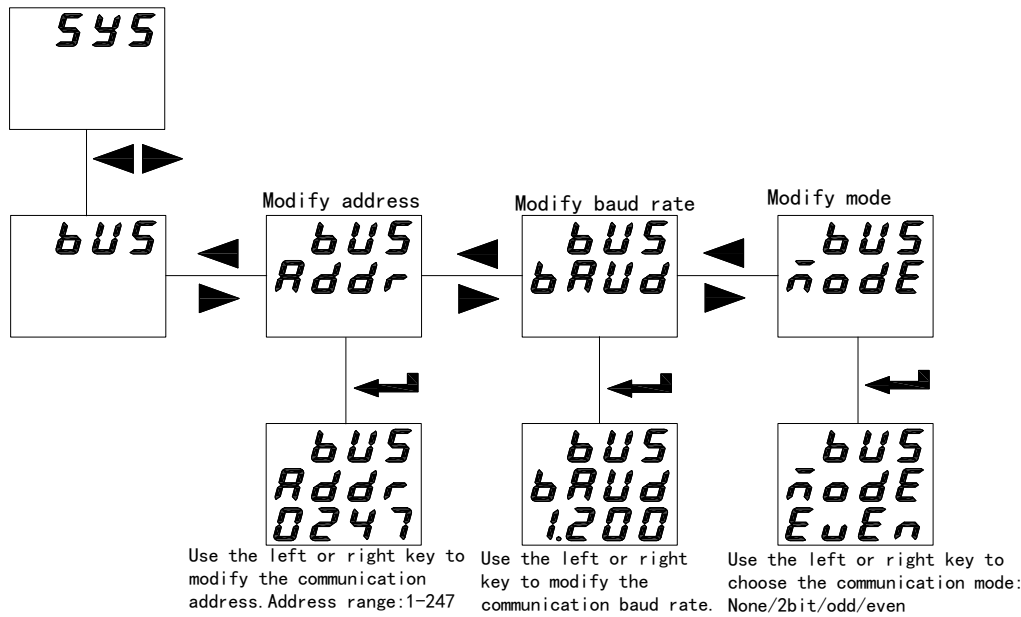 SYS
Modify address
Modify baud rate
Modify mode
bUS
bUS
Addr
bUS
bAUd
bUS
n̄odE
bUS
Addr
0247
bUS
bAUd
1.200
bUS
n̄odE
EuEn
Use the left or right key to
modify the communication
address.Address range:1-247
Use the left or right
key to modify the
communication baud rate.
Use the left or right key to
choose the communication mode:
None/2bit/odd/even